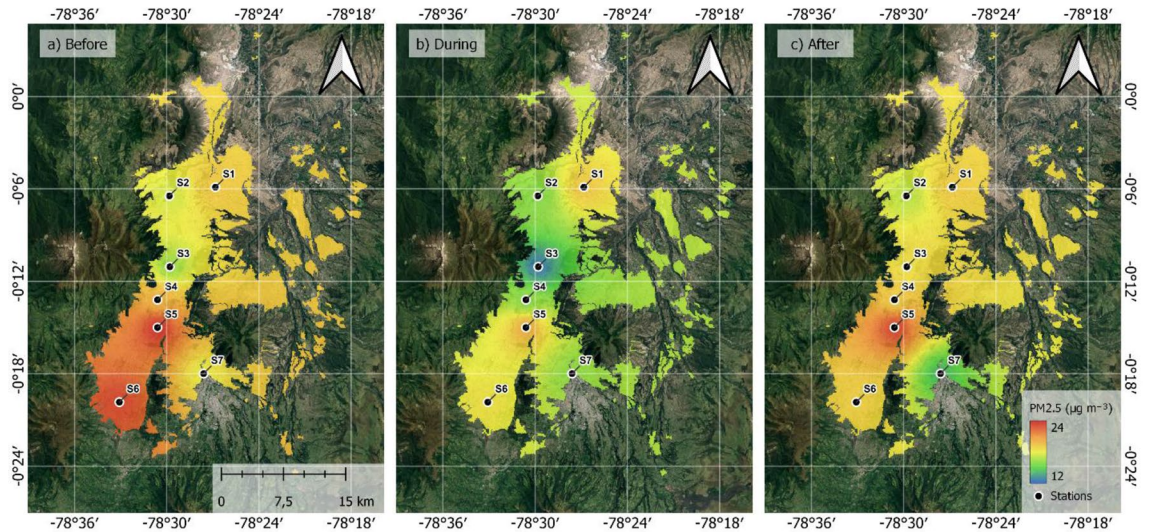 -78°36' -78°30' -78°24' -78°18' -78°36' -78°30' -78°24' -78°18' -78°36' -78°30' -78°24' -78°18'
a) Before b) During c) After
0°0' 0°0'
S2 S1 S2 S1 S2 S1
-0°6' -0°6'
S3 S3 S3
-0°12' -0°12'
S4 S4 S4
S5 S5 S5
S7 S7 S7
-0°18' -0°18'
S6 S6 S6
PM2.5 (µg m⁻³)
24
12
Stations
-0°24' -0°24'
0 7,5 15 km
-78°36' -78°30' -78°24' -78°18' -78°36' -78°30' -78°24' -78°18' -78°36' -78°30' -78°24' -78°18'